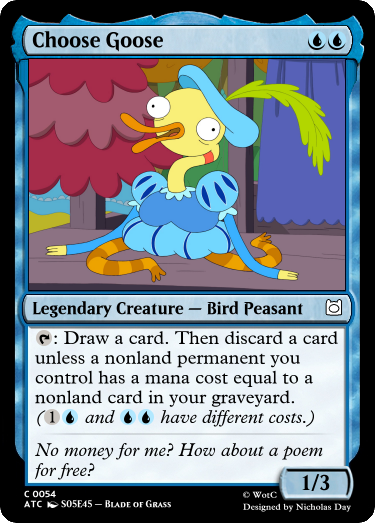 Choose Goose
Legendary Creature — Bird Peasant
: Draw a card. Then discard a card
unless a nonland permanent you
control has a mana cost equal to a
nonland card in your graveyard.
(1 and have different costs.)
No money for me? How about a poem
for free?
1/3
C 0054
ATC S05E45 – Blade of Grass
© WotC
Designed by Nicholas Day